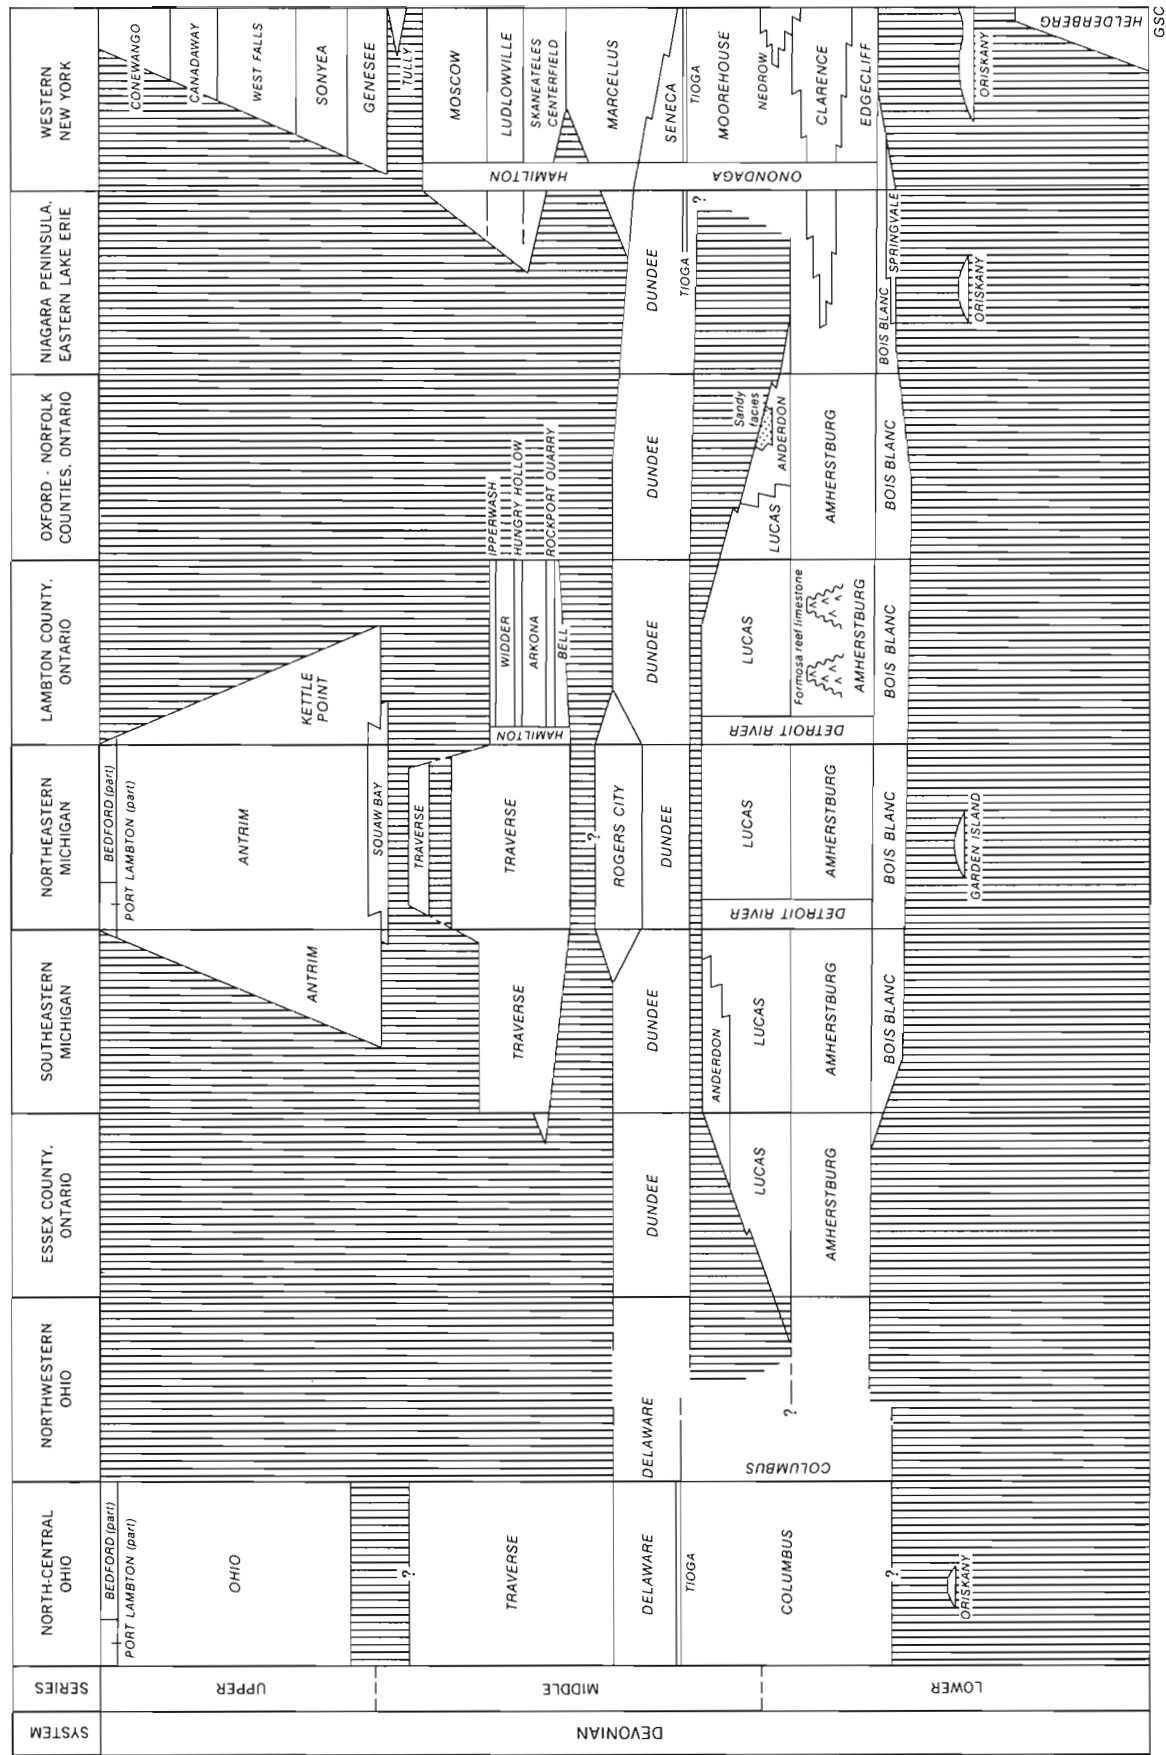 SYSTEM
SERIES
NORTH-CENTRAL
OHIO
NORTHWESTERN
OHIO
ESSEX COUNTY,
ONTARIO
SOUTHEASTERN
MICHIGAN
NORTHEASTERN
MICHIGAN
LAMBTON COUNTY,
ONTARIO
OXFORD - NORFOLK
COUNTIES, ONTARIO
NIAGARA PENINSULA,
EASTERN LAKE ERIE
WESTERN
NEW YORK
DEVONIAN
UPPER
MIDDLE
LOWER
BEDFORD (part)
PORT LAMBTON (part)
OHIO
?
TRAVERSE
DELAWARE
TIOGA
COLUMBUS
?
ORISKANY
DELAWARE
COLUMBUS
?
DUNDEE
LUCAS
AMHERSTBURG
ANTRIM
TRAVERSE
DUNDEE
ANDERDON
LUCAS
AMHERSTBURG
BOIS BLANC
BEDFORD (part)
PORT LAMBTON (part)
ANTRIM
SQUAW BAY
TRAVERSE
TRAVERSE
?
ROGERS CITY
DUNDEE
LUCAS
AMHERSTBURG
DETROIT RIVER
BOIS BLANC
GARDEN ISLAND
KETTLE
POINT
IPPERWASH
WIDDER
HUNGRY HOLLOW
ARKONA
ROCKPORT QUARRY
BELL
HAMILTON
DUNDEE
LUCAS
Formosa reef limestone
AMHERSTBURG
DETROIT RIVER
BOIS BLANC
DUNDEE
Sandy
facies
LUCAS
ANDERDON
AMHERSTBURG
BOIS BLANC
DUNDEE
TIOGA
?
BOIS BLANC
SPRINGVALE
ORISKANY
CONEWANGO
CANADAWAY
WEST FALLS
SONYEA
GENESEE
TULLY
MOSCOW
LUDLOWVILLE
SKANEATELES
CENTERFIELD
MARCELLUS
HAMILTON
SENECA
TIOGA
MOOREHOUSE
NEDROW
CLARENCE
EDGECLIFF
ONONDAGA
ORISKANY
HELDERBERG
GSC